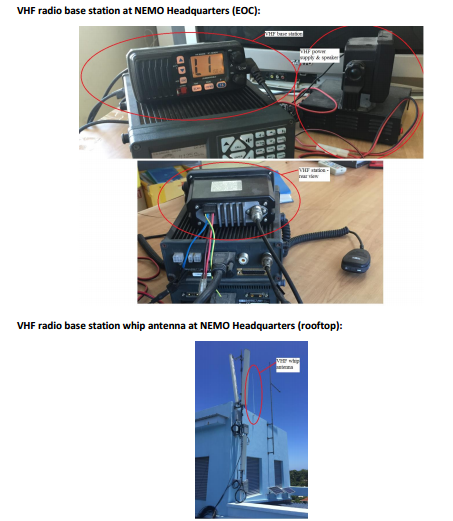 VHF radio base station at NEMO Headquarters (EOC):
VHF base station
VHF power
supply & speaker
VHF station -
rear view
VHF radio base station whip antenna at NEMO Headquarters (rooftop):
VHF whip
antenna